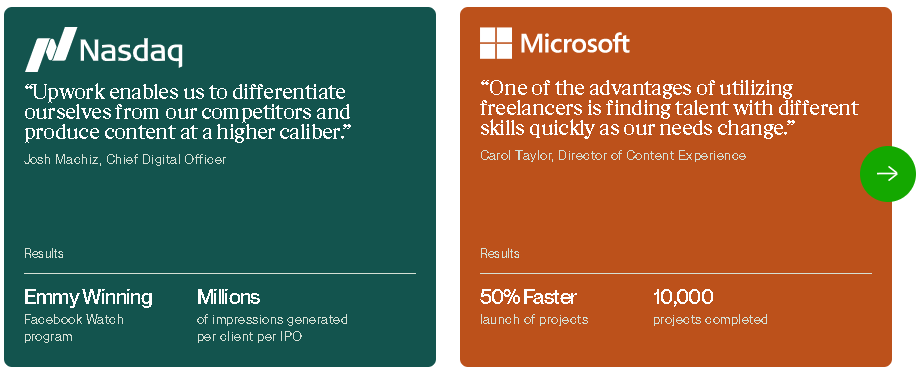 Nasdaq
“Upwork enables us to differentiate
ourselves from our competitors and
produce content at a higher caliber.”
Josh Machiz, Chief Digital Officer
Results
Emmy Winning
Facebook Watch
program
Millions
of impressions generated
per client per IPO
Microsoft
“One of the advantages of utilizing
freelancers is finding talent with different
skills quickly as our needs change.”
Carol Taylor, Director of Content Experience
Results
50% Faster
launch of projects
10,000
projects completed